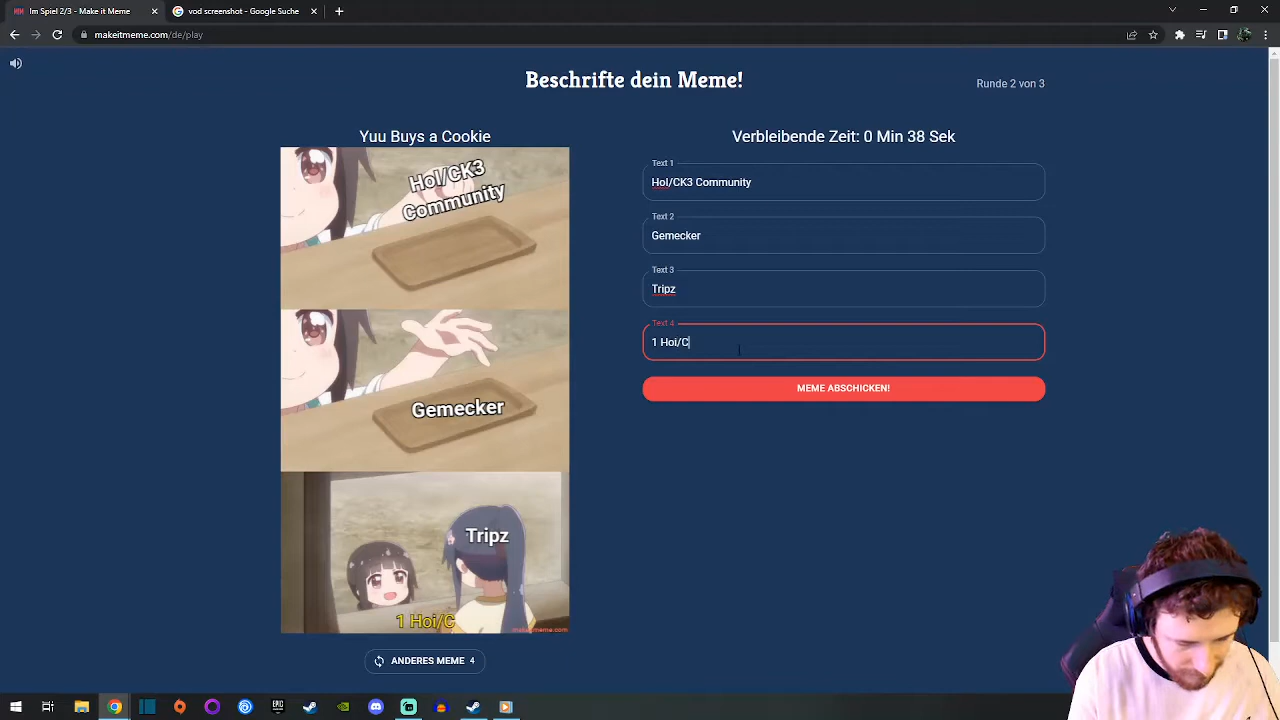 Im Spiel 2/3 - Make it Meme
vod screenshot - Google Suche
makeitmeme.com/de/play
Beschrifte dein Meme!
Runde 2 von 3
Yuu Buys a Cookie
HoI/CK3
Community
Gemecker
Tripz
1 Hoi/C
makeitmeme.com
ANDERES MEME 4
Verbleibende Zeit: 0 Min 38 Sek
Text 1
HoI/CK3 Community
Text 2
Gemecker
Text 3
Tripz
Text 4
1 Hoi/C
MEME ABSCHICKEN!
EPIC